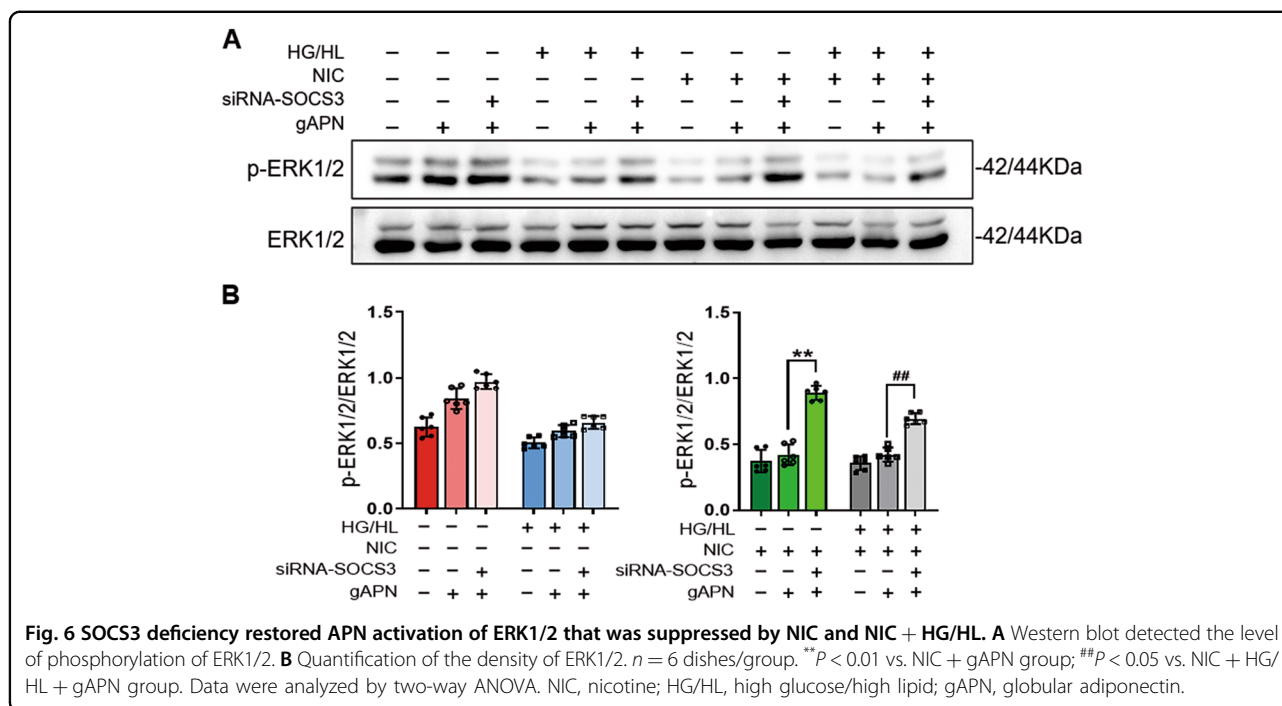 A
HG/HL − − − + + + − − − + + +
NIC − − − − − − + + + + + +
siRNA-SOCS3 − − + − − + − − + − − +
gAPN − + + − + + − + + − + +
p-ERK1/2 -42/44KDa
ERK1/2 -42/44KDa
B
p-ERK1/2/ERK1/2
1.5
1.0
0.5
0.0
HG/HL − − − + + +
NIC − − − − − −
siRNA-SOCS3 − − + − − +
gAPN − + + − + +
p-ERK1/2/ERK1/2
1.5
1.0
0.5
0.0
**
##
HG/HL − − − + + +
NIC + + + + + +
siRNA-SOCS3 − − + − − +
gAPN − + + − + +
Fig. 6 SOCS3 deficiency restored APN activation of ERK1/2 that was suppressed by NIC and NIC + HG/HL. A Western blot detected the level
of phosphorylation of ERK1/2. B Quantification of the density of ERK1/2. n = 6 dishes/group. **P < 0.01 vs. NIC + gAPN group; ##P < 0.05 vs. NIC + HG/
HL + gAPN group. Data were analyzed by two-way ANOVA. NIC, nicotine; HG/HL, high glucose/high lipid; gAPN, globular adiponectin.